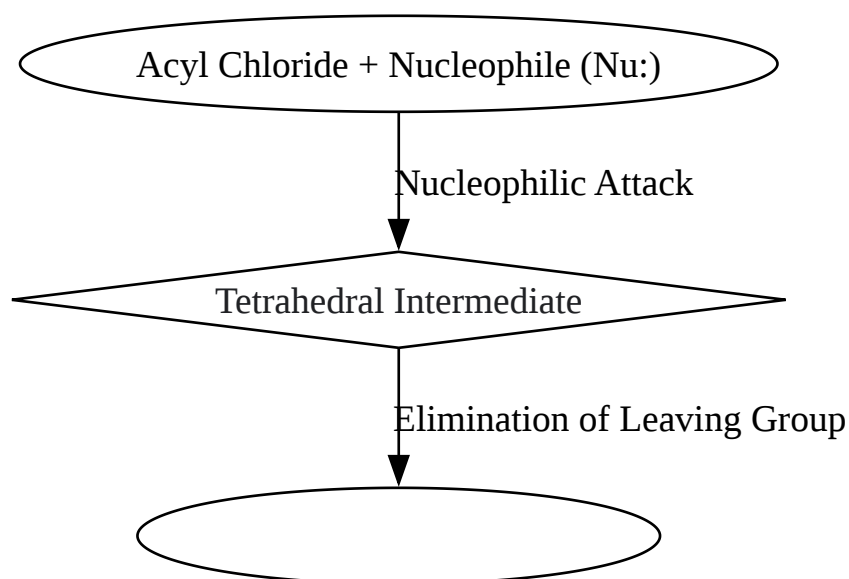 Acyl Chloride + Nucleophile (Nu:)
Nucleophilic Attack
Tetrahedral Intermediate
Elimination of Leaving Group